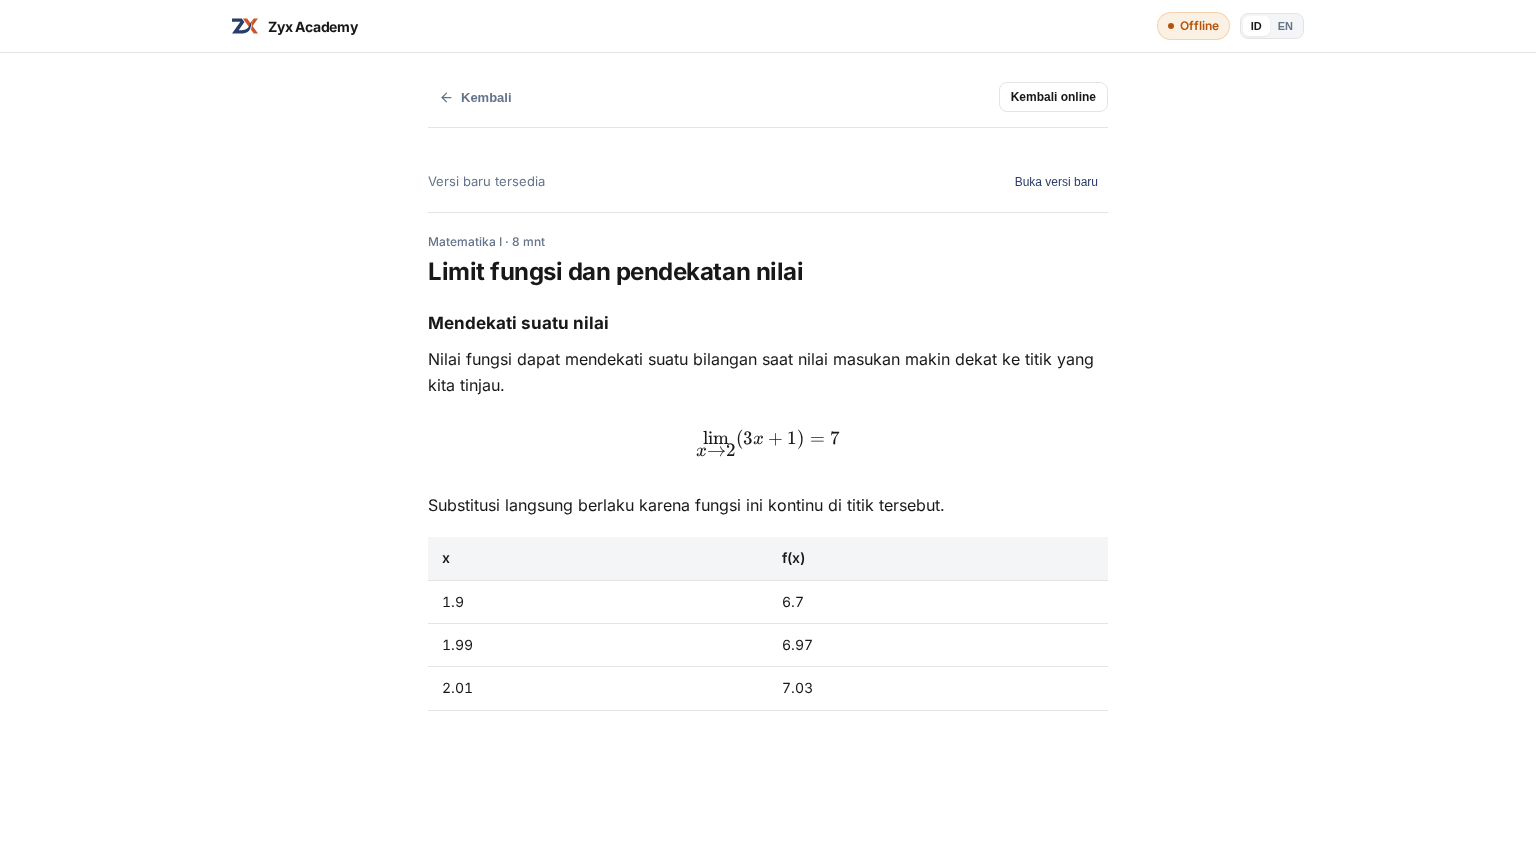 ZX Zyx Academy
Offline
ID EN
Kembali
Kembali online
Versi baru tersedia
Buka versi baru
Matematika I · 8 mnt
Limit fungsi dan pendekatan nilai
Mendekati suatu nilai
Nilai fungsi dapat mendekati suatu bilangan saat nilai masukan makin dekat ke titik yang
kita tinjau.
lim x→2 (3x + 1) = 7
Substitusi langsung berlaku karena fungsi ini kontinu di titik tersebut.
x f(x)
1.9 6.7
1.99 6.97
2.01 7.03